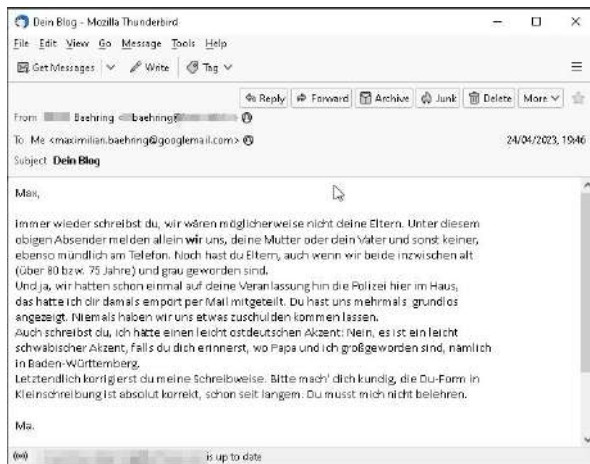 Dein Blog - Mozilla Thunderbird
File Edit View Go Message Tools Help
Get Messages Write Tag
Reply Forward Archive Junk Delete More
From Baehring <baehring@
To Me <maximilian.baehring@googlemail.com> 24/04/2023, 19:46
Subject Dein Blog
Max,
immer wieder schreibst du, wir wären möglicherweise nicht deine Eltern. Unter diesem
obigen Absender melden allein wir uns, deine Mutter oder dein Vater und sonst keiner,
ebenso mündlich am Telefon. Noch hast du Eltern, auch wenn wir beide inzwischen alt
(über 80 bzw. 75 Jahre) und grau geworden sind.
Und ja, wir hatten schon einmal auf deine Veranlassung hin die Polizei hier im Haus,
das hatte ich dir damals empört per Mail mitgeteilt. Du hast uns mehrmals grundlos
angezeigt. Niemals haben wir uns etwas zuschulden kommen lassen.
Auch schreibst du, ich hätte einen leicht ostdeutschen Akzent: Nein, es ist ein leicht
schwäbischer Akzent, falls du dich erinnerst, wo Papa und ich großgeworden sind, nämlich
in Baden-Württemberg.
Letztendlich korrigierst du meine Schreibweise. Bitte mach' dich kundig, die Du-Form in
Kleinschreibung ist absolut korrekt, schon seit langem. Du musst mich nicht belehren.
Ma.
is up to date